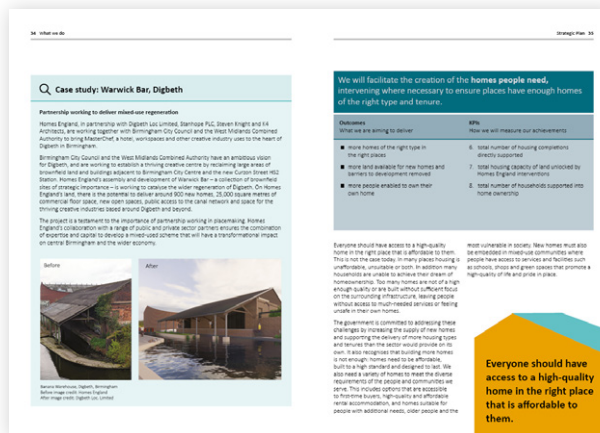 34 What we do
Case study: Warwick Bar, Digbeth
Partnership working to deliver mixed-use regeneration
Homes England, in partnership with Digbeth Loc Limited, Stanhope PLC, Steven Knight and K4
Architects, are working together with Birmingham City Council and the West Midlands Combined
Authority to bring MasterChef, a hotel, workspaces and other creative industry uses to the heart of
Digbeth in Birmingham.
Birmingham City Council and the West Midlands Combined Authority have an ambitious vision
for Digbeth, and are working to establish a thriving creative centre by reclaiming large areas of
brownfield land and buildings adjacent to Birmingham City Centre and the new Curzon Street HS2
Station. Homes England's assembly and development of Warwick Bar – a collection of brownfield
sites of strategic importance – is working to catalyse the wider regeneration of Digbeth. On Homes
England's land, there is the potential to deliver around 900 new homes, 25,000 square metres of
commercial floor space, new open spaces, public access to the canal network and space for the
thriving creative industries based around Digbeth and beyond.
The project is a testament to the importance of partnership working in placemaking. Homes
England's collaboration with a range of public and private sector partners ensures the combination
of expertise and capital to develop a mixed-use scheme that will have a transformational impact
on central Birmingham and the wider economy.
Before
After
Banana Warehouse, Digbeth, Birmingham
Before image credit: Homes England
After image credit: Digbeth Loc. Limited
Strategic Plan 35
We will facilitate the creation of the homes people need,
intervening where necessary to ensure places have enough homes
of the right type and tenure.
Outcomes
What we are aiming to deliver
■ more homes of the right type in
the right places
■ more land available for new homes and
barriers to development removed
■ more people enabled to own their
own home
KPIs
How we will measure our achievements
6. total number of housing completions
directly supported
7. total housing capacity of land unlocked by
Homes England interventions
8. total number of households supported into
home ownership
Everyone should have access to a high-quality
home in the right place that is affordable to them.
This is not the case today. In many places housing is
unaffordable, unsuitable or both. In addition many
households are unable to achieve their dream of
homeownership. Too many homes are not of a high
enough quality or are built without sufficient focus
on the surrounding infrastructure, leaving people
without access to much-needed services or feeling
unsafe in their own homes.
The government is committed to addressing these
challenges by increasing the supply of new homes
and supporting the delivery of more housing types
and tenures than the sector would provide on its
own. It also recognises that building more homes
is not enough: homes need to be affordable,
built to a high standard and designed to last. We
also need a variety of homes to meet the diverse
requirements of the people and communities we
serve. This includes options that are accessible
to first-time buyers, high-quality and affordable
rental accommodation, and homes suitable for
people with additional needs, older people and the
most vulnerable in society. New homes must also
be embedded in mixed-use communities where
people have access to services and facilities such
as schools, shops and green spaces that promote a
high-quality of life and pride in place.
Everyone should have
access to a high-quality
home in the right place
that is affordable to
them.